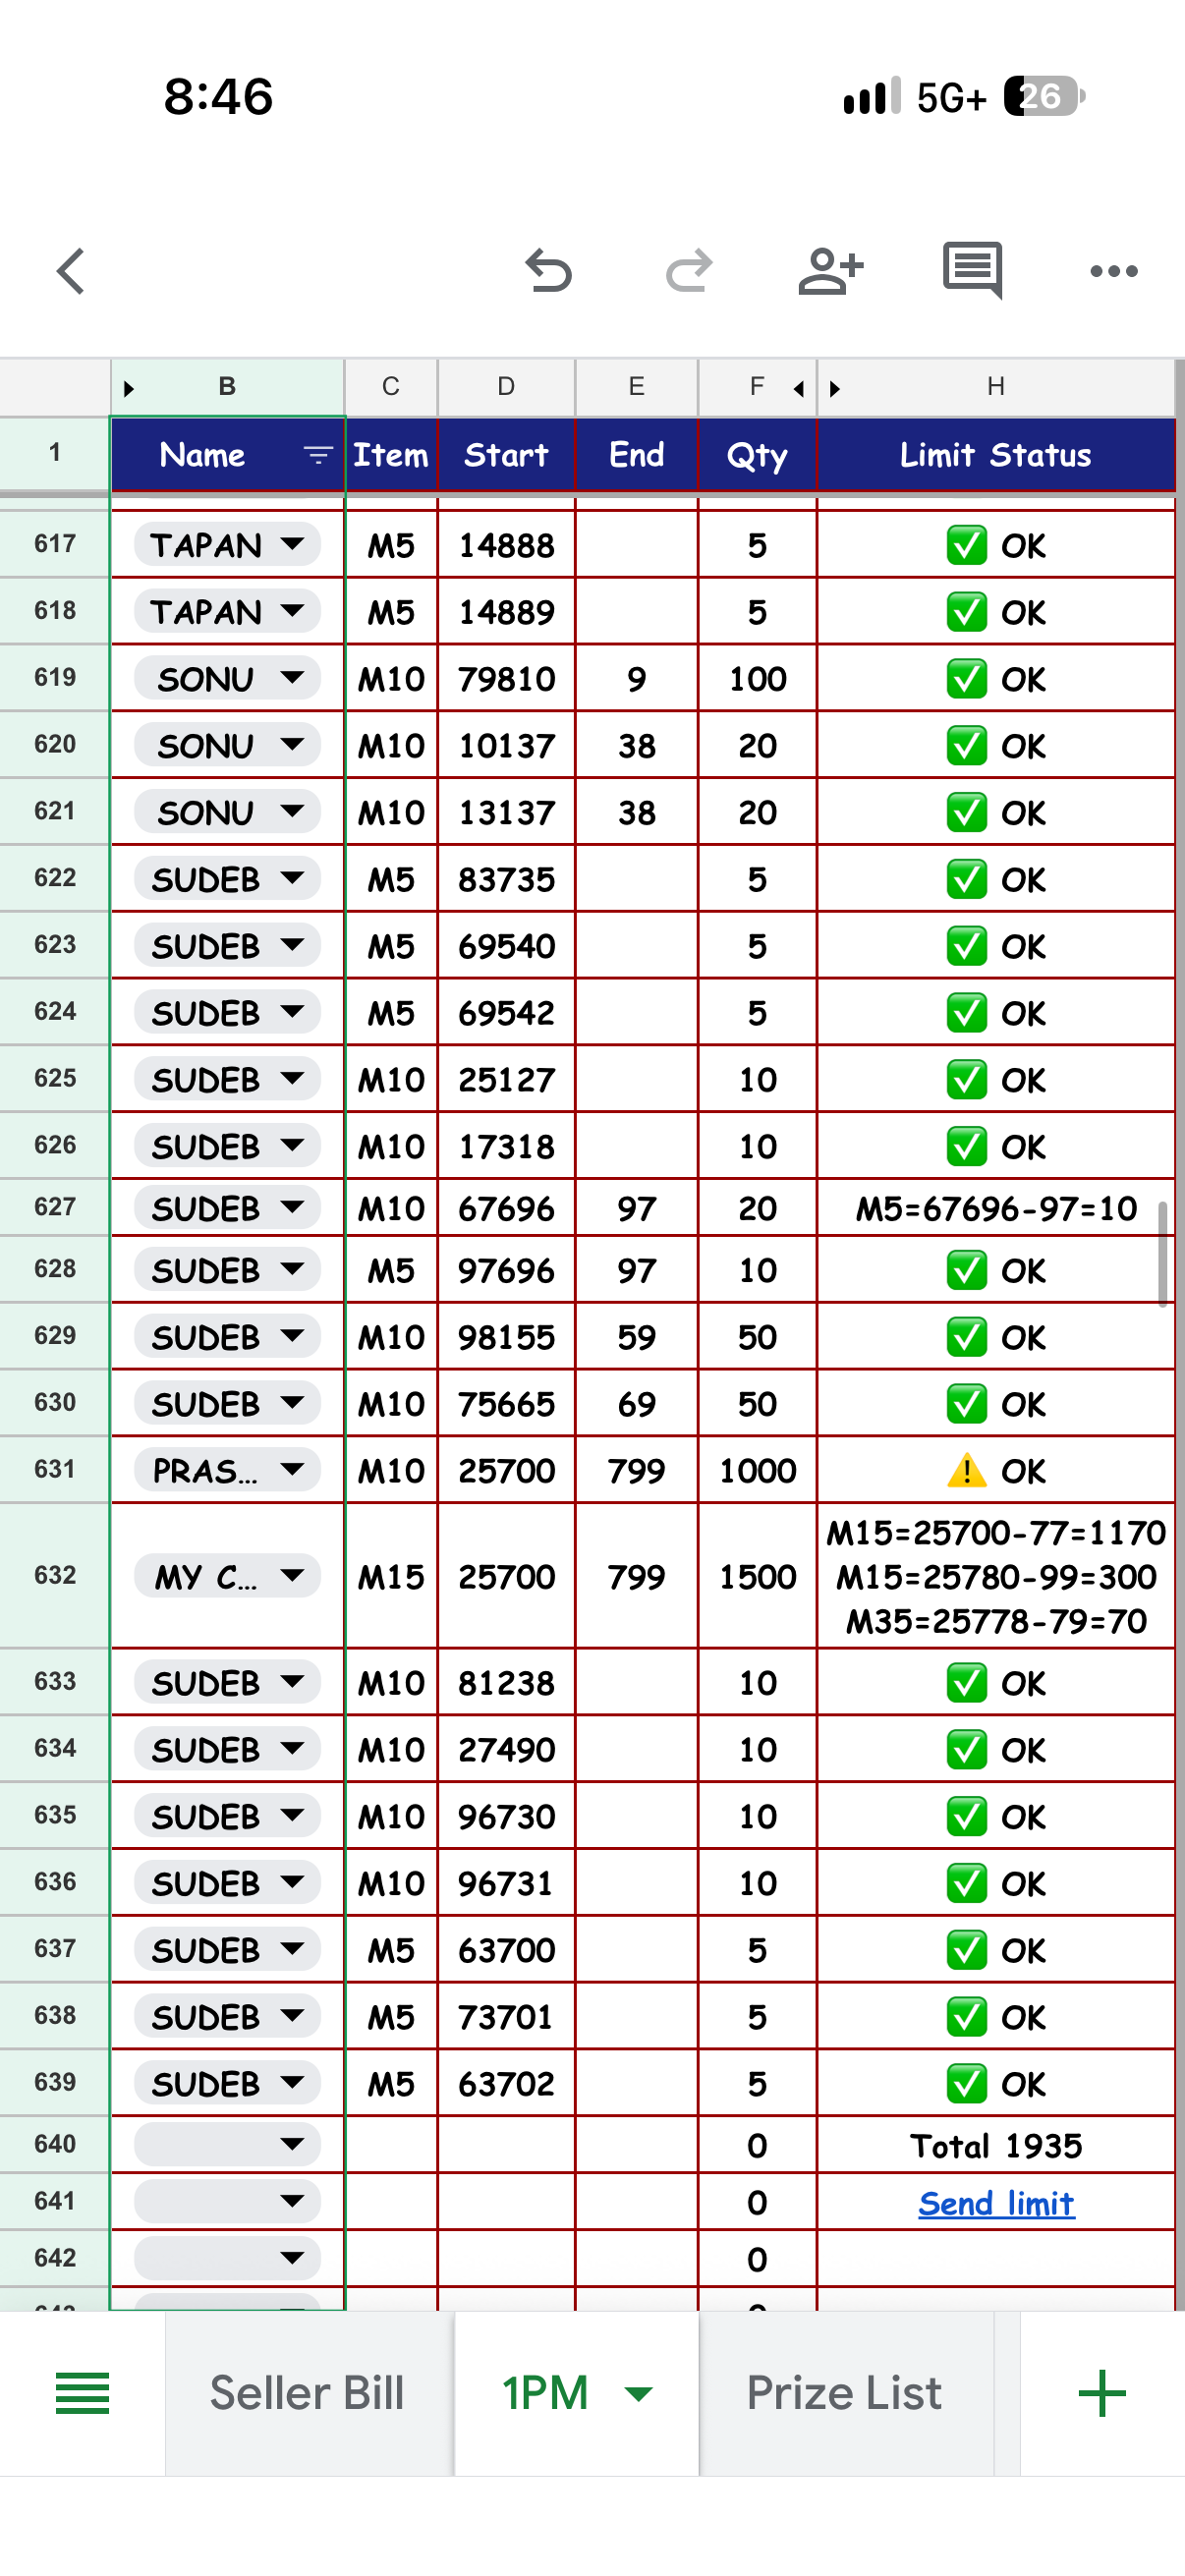 8:46 5G+ 26
B C D E F H
1 Name Item Start End Qty Limit Status
617 TAPAN M5 14888 5 ✅ OK
618 TAPAN M5 14889 5 ✅ OK
619 SONU M10 79810 9 100 ✅ OK
620 SONU M10 10137 38 20 ✅ OK
621 SONU M10 13137 38 20 ✅ OK
622 SUDEB M5 83735 5 ✅ OK
623 SUDEB M5 69540 5 ✅ OK
624 SUDEB M5 69542 5 ✅ OK
625 SUDEB M10 25127 10 ✅ OK
626 SUDEB M10 17318 10 ✅ OK
627 SUDEB M10 67696 97 20 M5=67696-97=10
628 SUDEB M5 97696 97 10 ✅ OK
629 SUDEB M10 98155 59 50 ✅ OK
630 SUDEB M10 75665 69 50 ✅ OK
631 PRAS... M10 25700 799 1000 ⚠️ OK
M15=25700-77=1170
632 MY C... M15 25700 799 1500 M15=25780-99=300
M35=25778-79=70
633 SUDEB M10 81238 10 ✅ OK
634 SUDEB M10 27490 10 ✅ OK
635 SUDEB M10 96730 10 ✅ OK
636 SUDEB M10 96731 10 ✅ OK
637 SUDEB M5 63700 5 ✅ OK
638 SUDEB M5 73701 5 ✅ OK
639 SUDEB M5 63702 5 ✅ OK
640 0 Total 1935
641 0 Send limit
642 0
Seller Bill 1PM Prize List